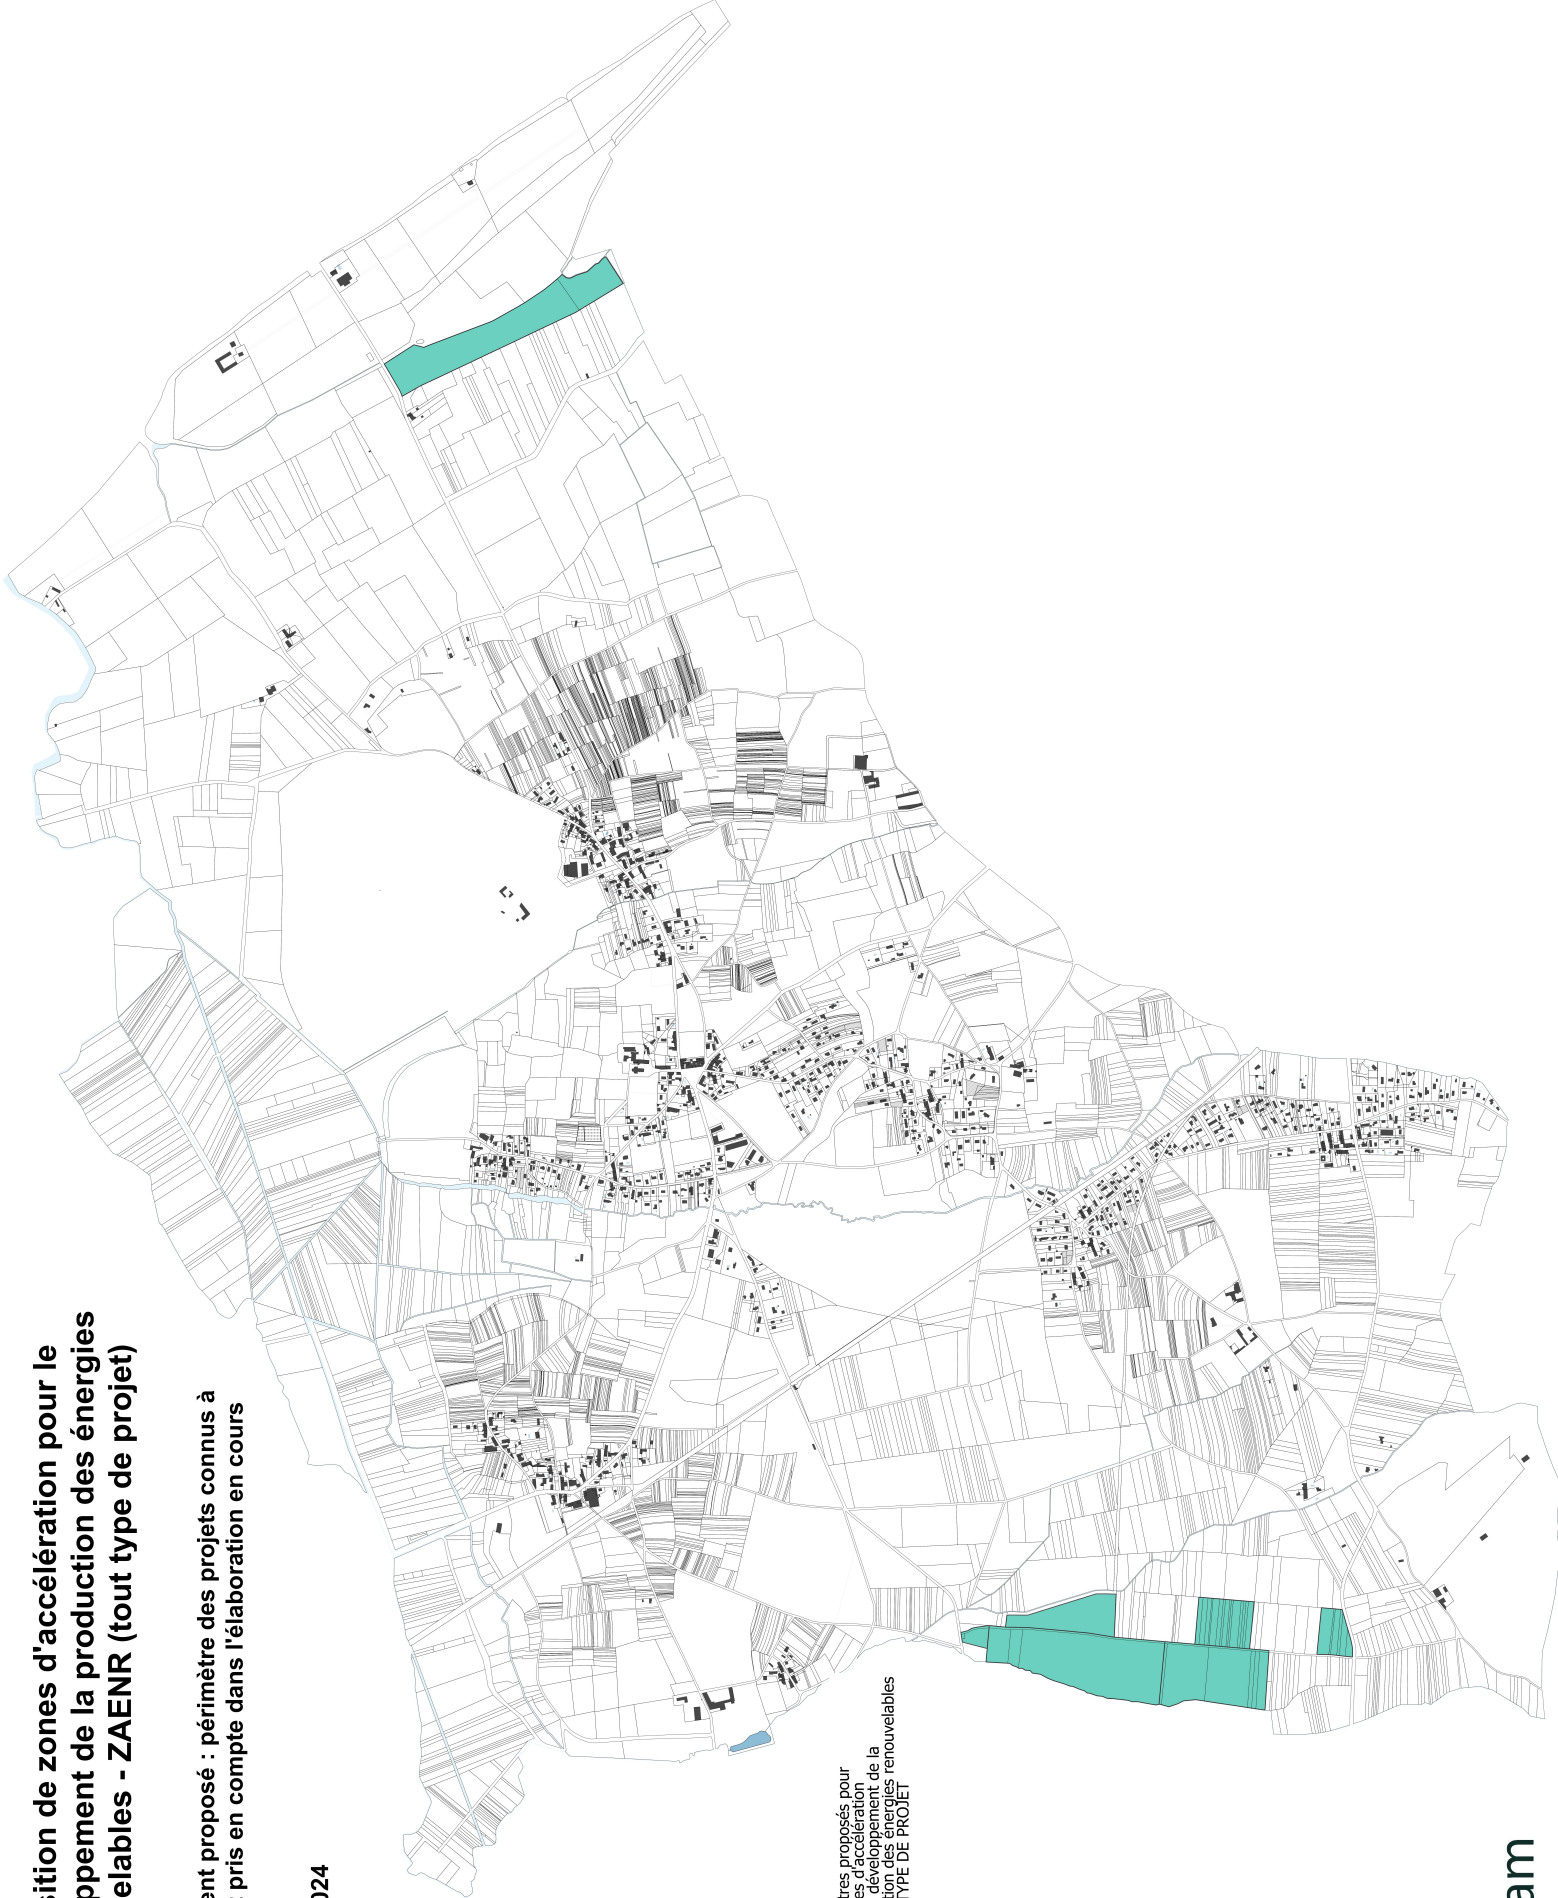 sition de zones d'accélération pour le
ppement de la production des énergies
elables - ZAENR (tout type de projet)
ent proposé : périmètre des projets connus à
pris en compte dans l'élaboration en cours
024
tres proposés pour
es d'accélération
développement de la
tion des énergies renouvelables
TYPE DE PROJET
am